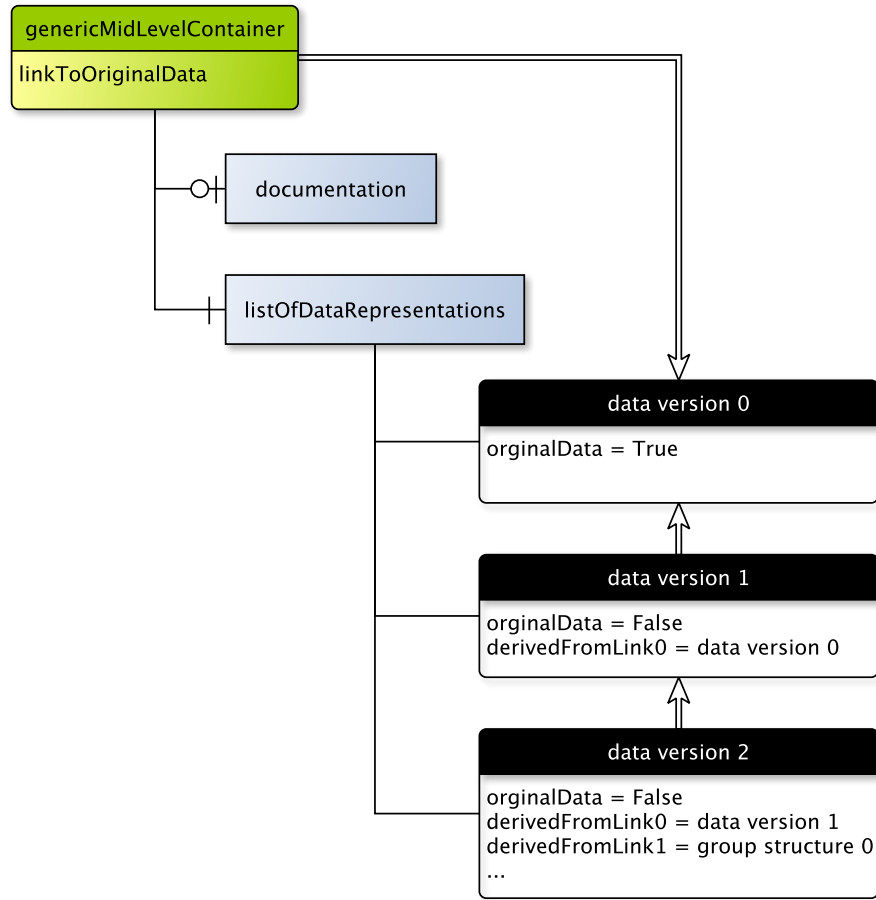 genericMidLevelContainer
linkToOriginalData
documentation
listOfDataRepresentations
data version 0
orginalData = True
data version 1
orginalData = False
derivedFromLink0 = data version 0
data version 2
orginalData = False
derivedFromLink0 = data version 1
derivedFromLink1 = group structure 0
...